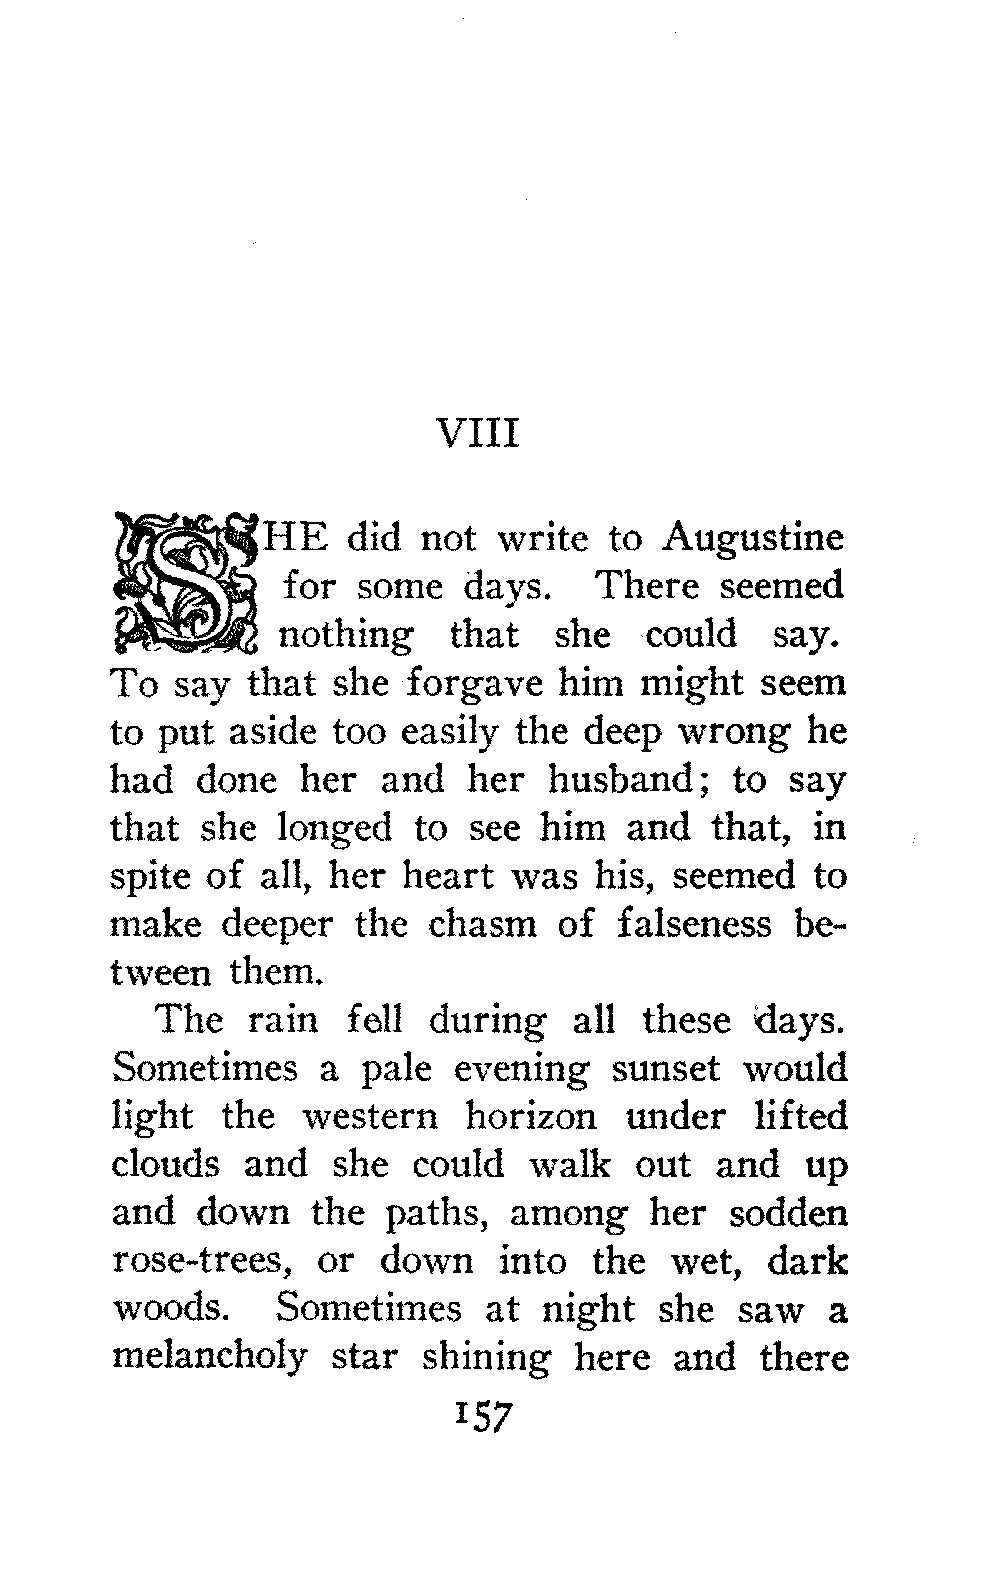 VIII
SHE did not write to Augustine
for some days. There seemed
nothing that she could say.
To say that she forgave him might seem
to put aside too easily the deep wrong he
had done her and her husband; to say
that she longed to see him and that, in
spite of all, her heart was his, seemed to
make deeper the chasm of falseness be-
tween them.
The rain fell during all these days.
Sometimes a pale evening sunset would
light the western horizon under lifted
clouds and she could walk out and up
and down the paths, among her sodden
rose-trees, or down into the wet, dark
woods. Sometimes at night she saw a
melancholy star shining here and there
157